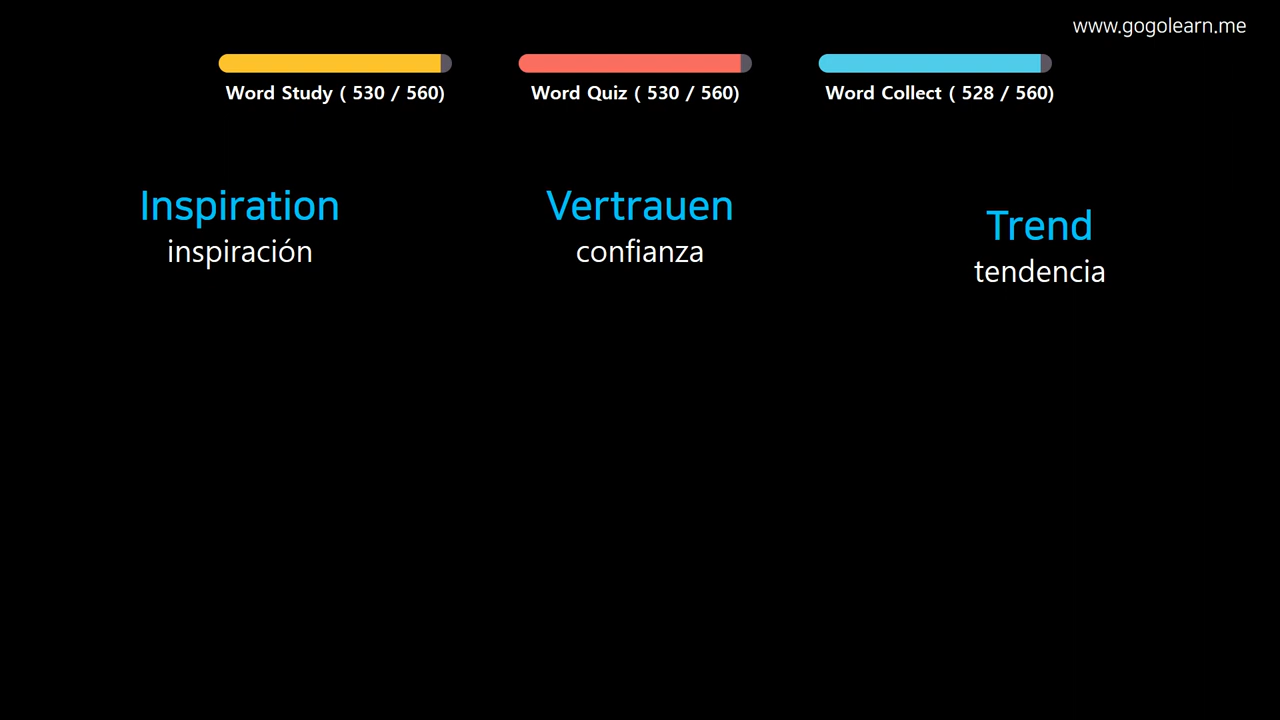 www.gogolearn.me
Word Study ( 530 / 560)
Word Quiz ( 530 / 560)
Word Collect ( 528 / 560)
Inspiration
inspiración
Vertrauen
confianza
Trend
tendencia